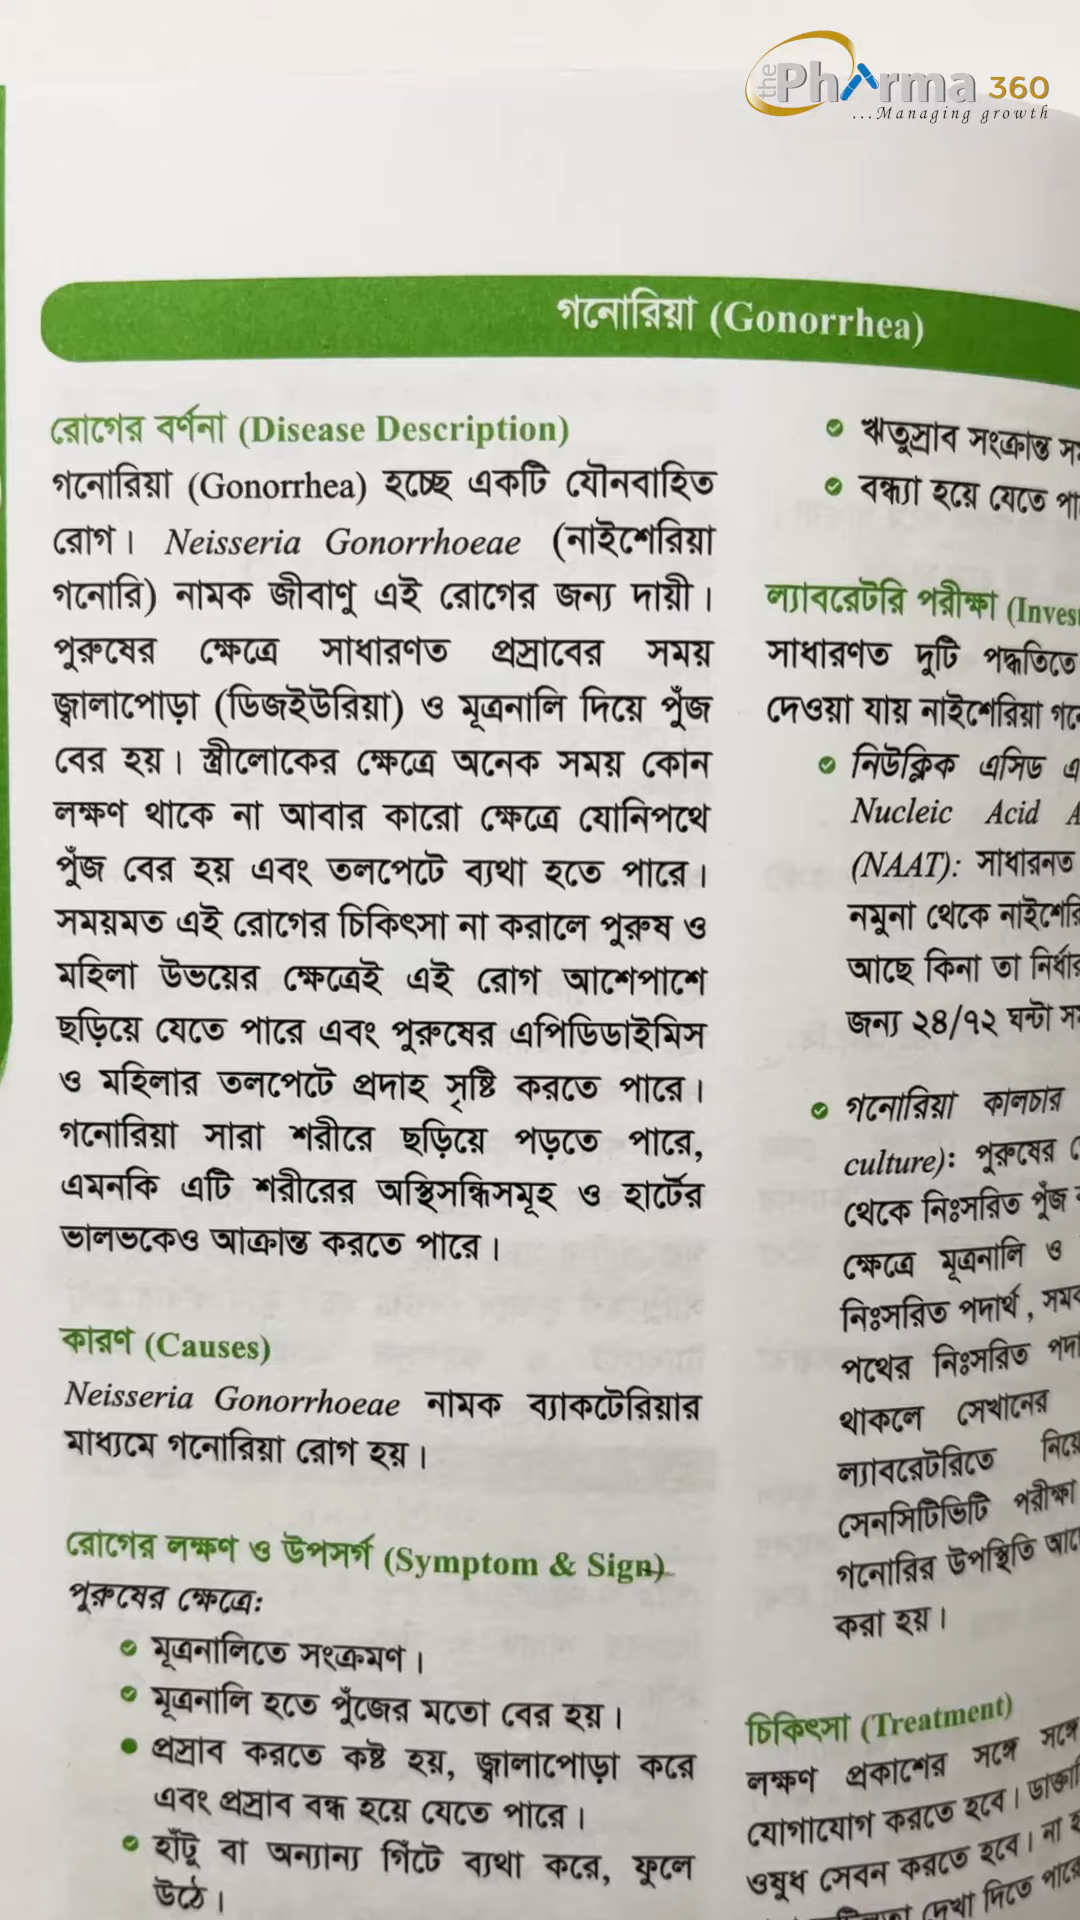 the Pharma 360
...Managing growth
গনোরিয়া (Gonorrhea)
রোগের বর্ণনা (Disease Description)
গনোরিয়া (Gonorrhea) হচ্ছে একটি যৌনবাহিত
রোগ। Neisseria Gonorrhoeae (নাইশেরিয়া
গনোরি) নামক জীবাণু এই রোগের জন্য দায়ী।
পুরুষের ক্ষেত্রে সাধারণত প্রস্রাবের সময়
জ্বালাপোড়া (ডিজইউরিয়া) ও মূত্রনালি দিয়ে পুঁজ
বের হয়। স্ত্রীলোকের ক্ষেত্রে অনেক সময় কোন
লক্ষণ থাকে না আবার কারো ক্ষেত্রে যোনিপথে
পুঁজ বের হয় এবং তলপেটে ব্যথা হতে পারে।
সময়মত এই রোগের চিকিৎসা না করালে পুরুষ ও
মহিলা উভয়ের ক্ষেত্রেই এই রোগ আশেপাশে
ছড়িয়ে যেতে পারে এবং পুরুষের এপিডিডাইমিস
ও মহিলার তলপেটে প্রদাহ সৃষ্টি করতে পারে।
গনোরিয়া সারা শরীরে ছড়িয়ে পড়তে পারে,
এমনকি এটি শরীরের অস্থিসন্ধিসমূহ ও হার্টের
ভালভকেও আক্রান্ত করতে পারে।
কারণ (Causes)
Neisseria Gonorrhoeae নামক ব্যাকটেরিয়ার
মাধ্যমে গনোরিয়া রোগ হয়।
রোগের লক্ষণ ও উপসর্গ (Symptom & Sign)
পুরুষের ক্ষেত্রে:
মূত্রনালিতে সংক্রমণ।
মূত্রনালি হতে পুঁজের মতো বের হয়।
প্রস্রাব করতে কষ্ট হয়, জ্বালাপোড়া করে
এবং প্রস্রাব বন্ধ হয়ে যেতে পারে।
হাঁটু বা অন্যান্য গিঁটে ব্যথা করে, ফুলে
উঠে।
ঋতুস্রাব সংক্রান্ত
বন্ধ্যা হয়ে যেতে
ল্যাবরেটরি পরীক্ষা
সাধারণত দুটি পদ্ধতিতে
দেওয়া যায় নাইশেরিয়া
নিউক্লিক এসিড
Nucleic Acid
(NAAT): সাধারনত
নমুনা থেকে
আছে কিনা তা
জন্য ২৪/৭২ ঘন্টা
গনোরিয়া কালচার
culture): পুরুষের
থেকে নিঃসরিত পুঁজ
ক্ষেত্রে মূত্রনালি ও
নিঃসরিত পদার্থ,
পথের নিঃসরিত
থাকলে সেখানের
ল্যাবরেটরিতে
সেনসিটিভিটি পরীক্ষা
গনোরির উপস্থিতি
করা হয়।
চিকিৎসা (Treatment)
লক্ষণ প্রকাশের সঙ্গে সঙ্গে
যোগাযোগ করতে হবে।
ওষুধ সেবন করতে হবে। না
দেখা দিতে